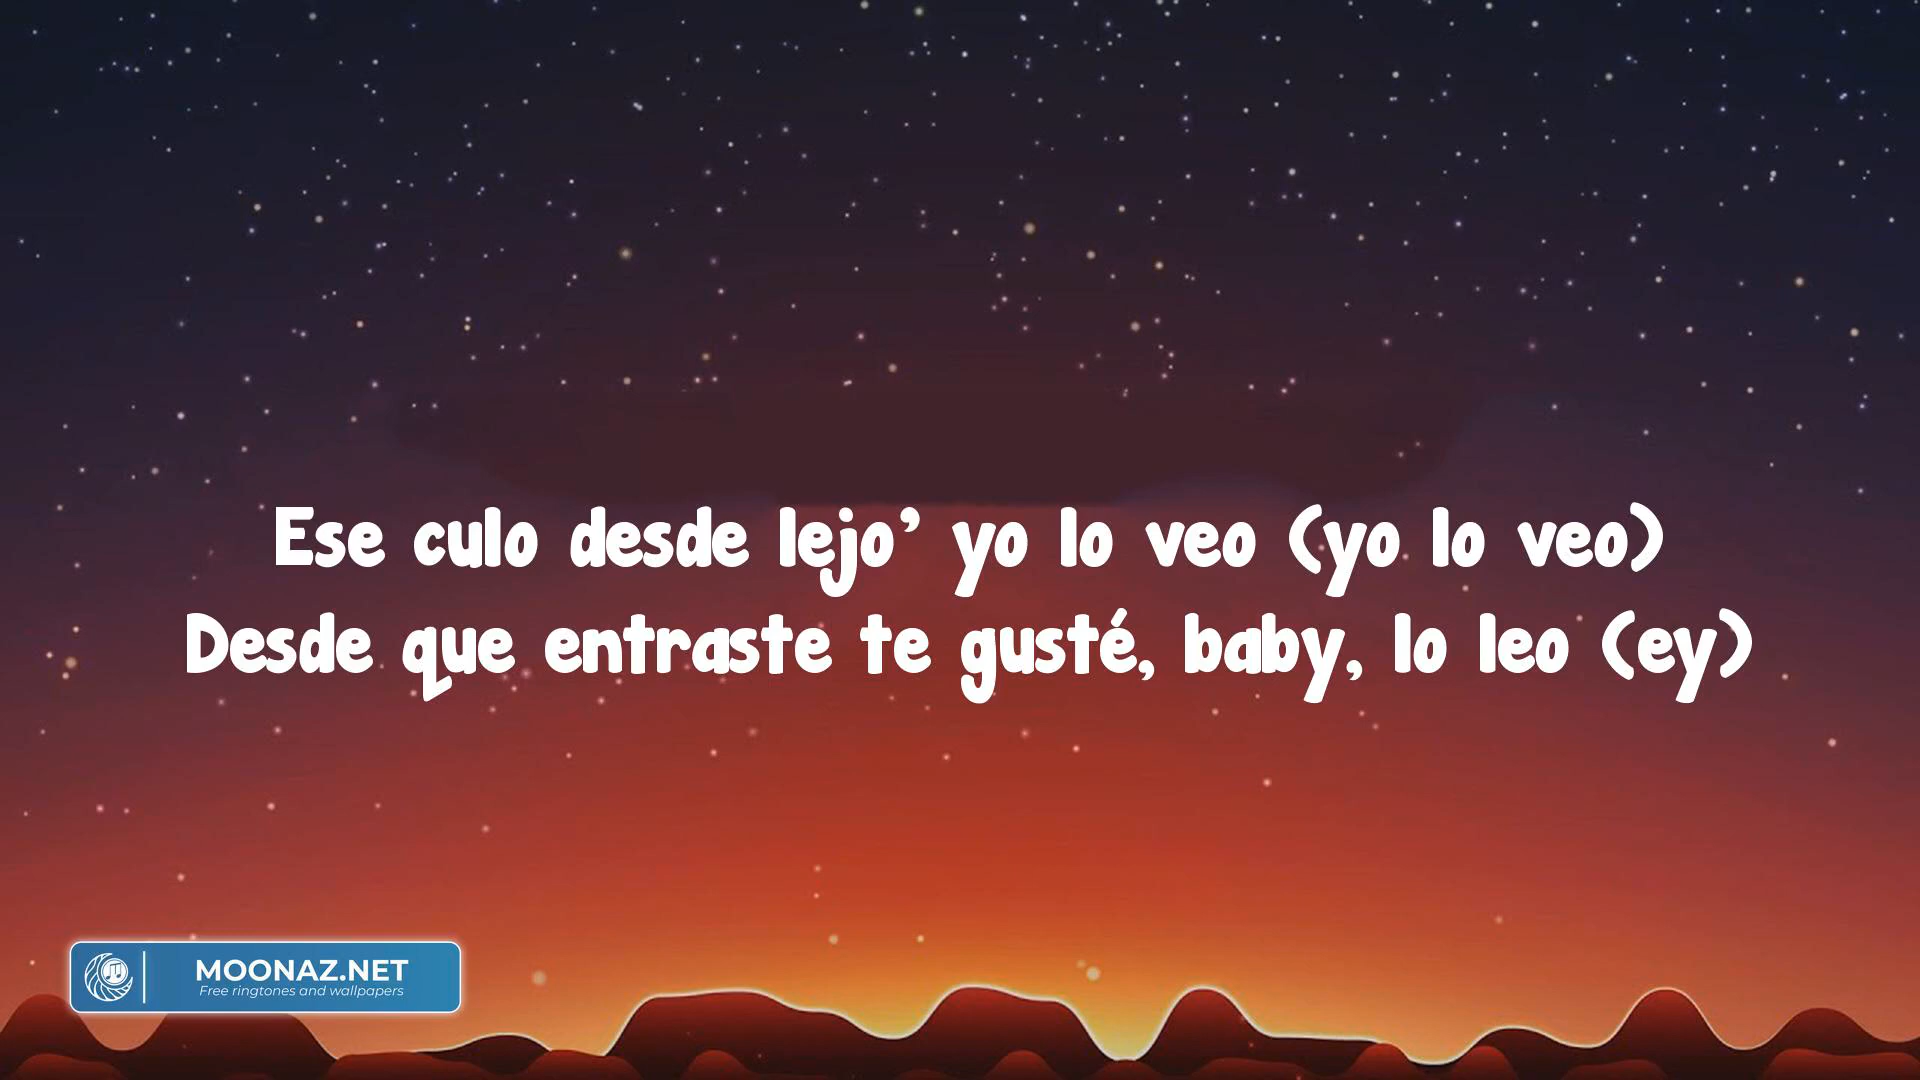 Ese culo desde lejo' yo lo veo (yo lo veo)
Desde que entraste te gusté, baby, lo leo (ey)
MOONAZ.NET
Free ringtones and wallpapers